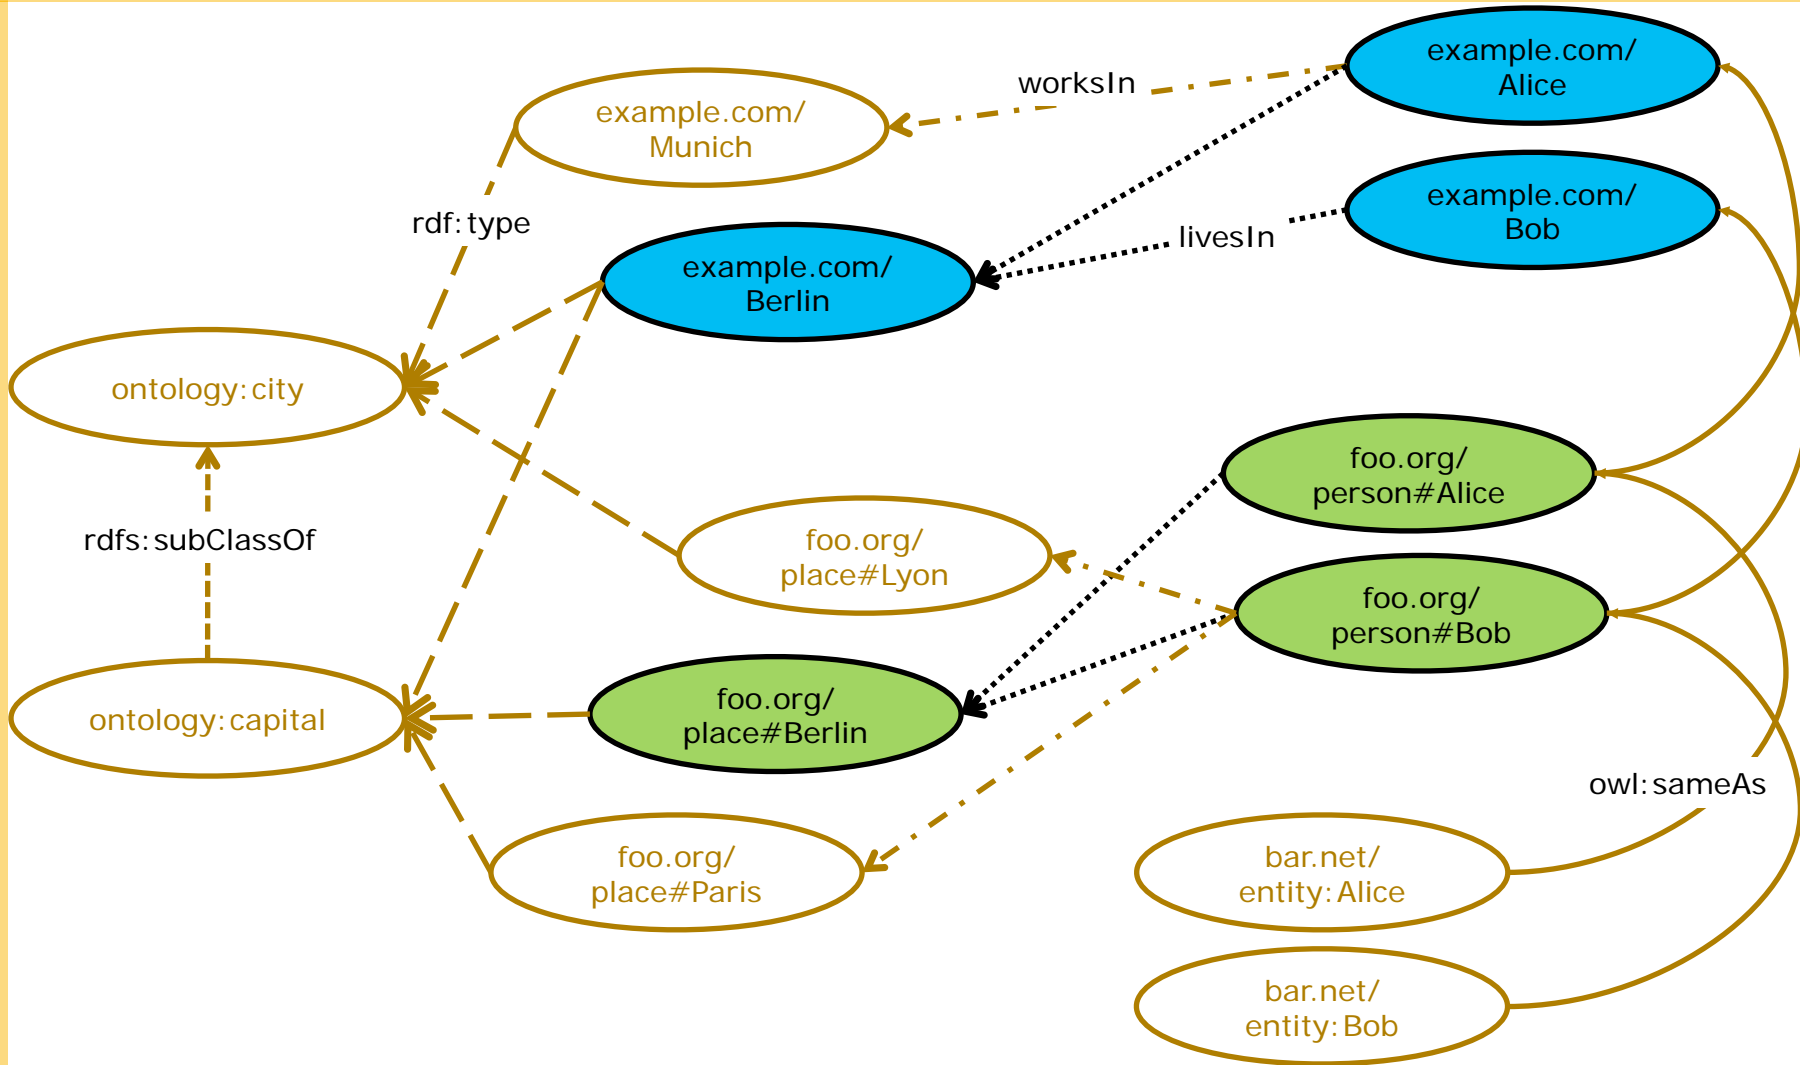 example.com/
Alice
worksIn
example.com/
Munich
example.com/
Bob
rdf:type
livesIn
example.com/
Berlin
ontology:city
foo.org/
person#Alice
rdfs:subClassOf
foo.org/
place#Lyon
foo.org/
person#Bob
ontology:capital
foo.org/
place#Berlin
owl:sameAs
foo.org/
place#Paris
bar.net/
entity:Alice
bar.net/
entity:Bob